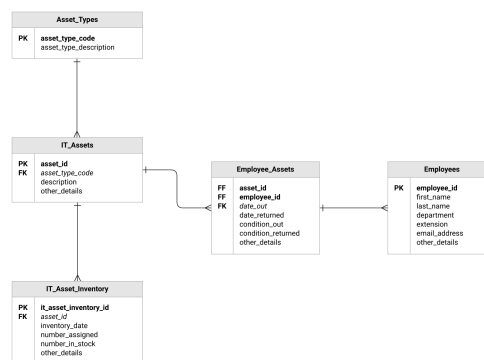 Asset_Types
PK asset_type_code
asset_type_description
IT_Assets
PK asset_id
FK asset_type_code
description
other_details
Employee_Assets
FF asset_id
FF employee_id
FK date_out
date_returned
condition_out
condition_returned
other_details
Employees
PK employee_id
first_name
last_name
department
extension
email_address
other_details
IT_Asset_Inventory
PK it_asset_inventory_id
FK asset_id
inventory_date
number_assigned
number_in_stock
other_details